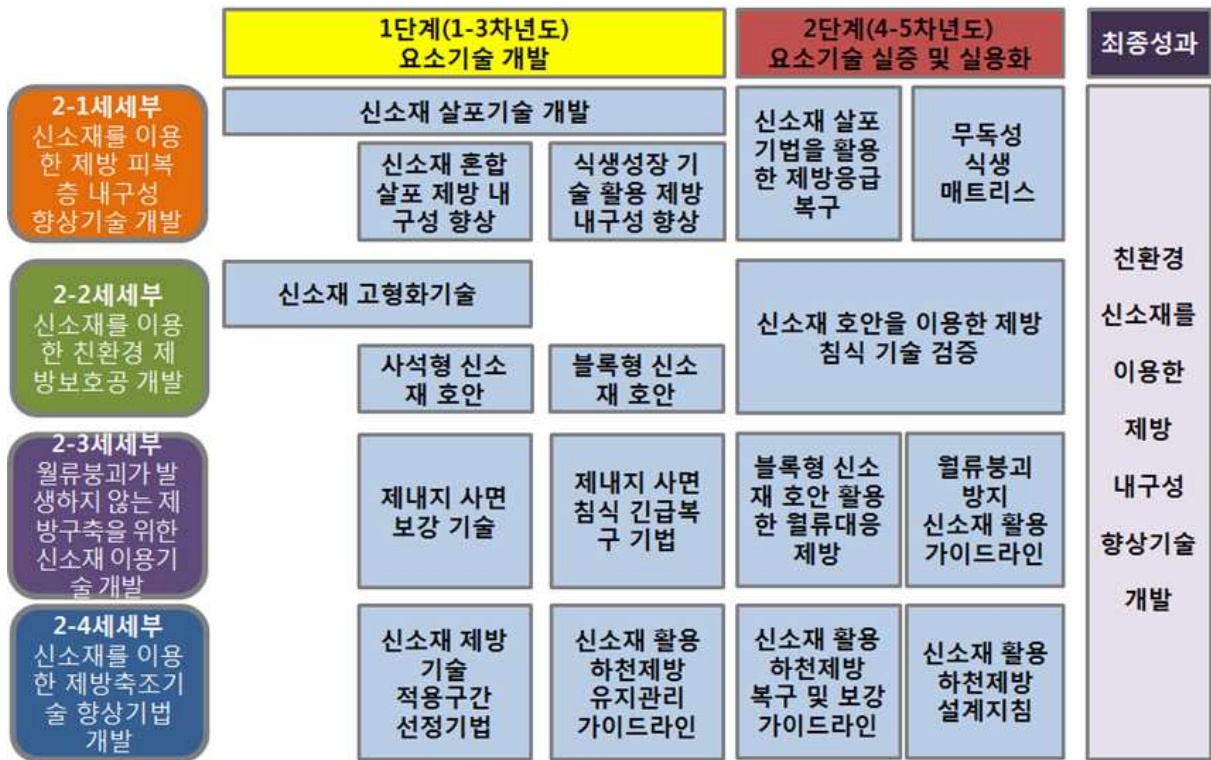 1단계(1-3차년도)
요소기술 개발
2단계(4-5차년도)
요소기술 실증 및 실용화
최종성과
2-1세세부
신소재를 이용
한 제방 피복
층 내구성
향상기술 개발
신소재 살포기술 개발
신소재 혼합
살포 제방 내
구성 향상
식생성장 기
술 활용 제방
내구성 향상
신소재 살포
기법을 활용
한 제방응급
복구
무독성
식생
매트리스
2-2세세부
신소재를 이용
한 친환경 제
방보호공 개발
신소재 고형화기술
사석형 신소
재 호안
블록형 신소
재 호안
신소재 호안을 이용한 제방
침식 기술 검증
2-3세세부
월류붕괴가 발
생하지 않는 제
방구축을 위한
신소재 이용기
술 개발
제내지 사면
보강 기술
제내지 사면
침식 긴급복
구 기법
블록형 신소
재 호안 활용
한 월류대응
제방
월류붕괴
방지
신소재 활용
가이드라인
2-4세세부
신소재를 이용
한 제방축조기
술 향상기법
개발
신소재 제방
기술
적용구간
선정기법
신소재 활용
하천제방
유지관리
가이드라인
신소재 활용
하천제방
복구 및 보강
가이드라인
신소재 활용
하천제방
설계지침
친환경
신소재를
이용한
제방
내구성
향상기술
개발